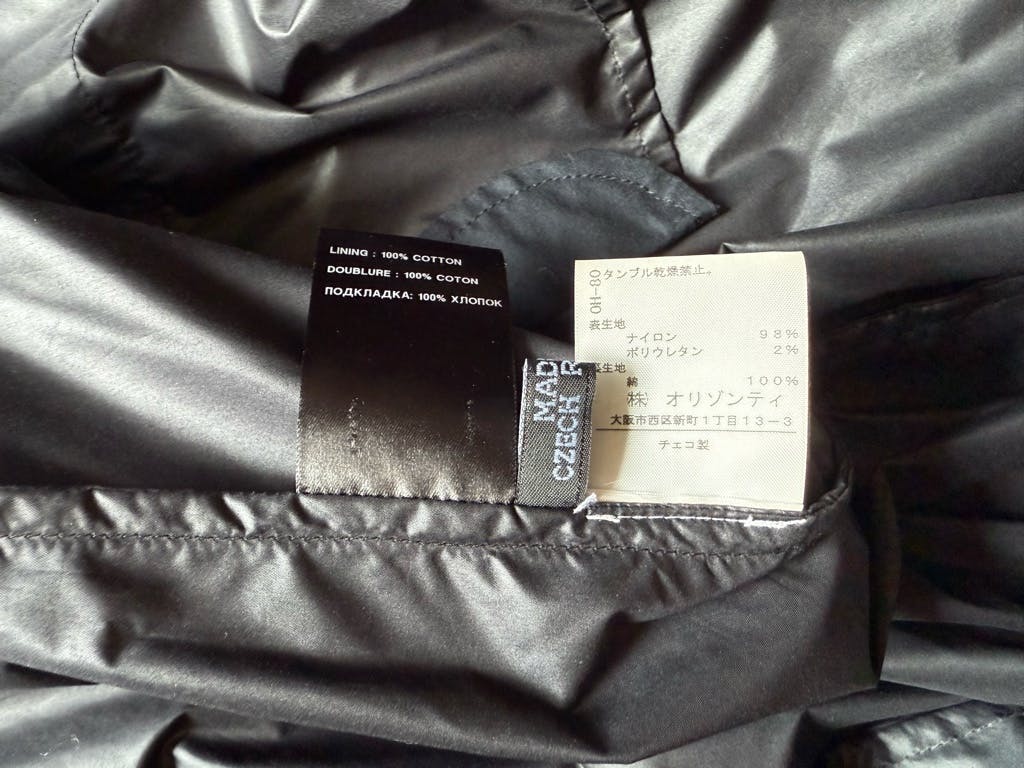 LINING : 100% COTTON
DOUBLURE : 100% COTON
ПОДКЛАДКА: 100% ХЛОПОК
MAD
CZECH R
OH-80
タンブル乾燥禁止。
表生地
ナイロン 98%
ポリウレタン 2%
裏生地
綿 100%
㈱ オリゾンティ
大阪市西区新町1丁目13-3
チェコ製